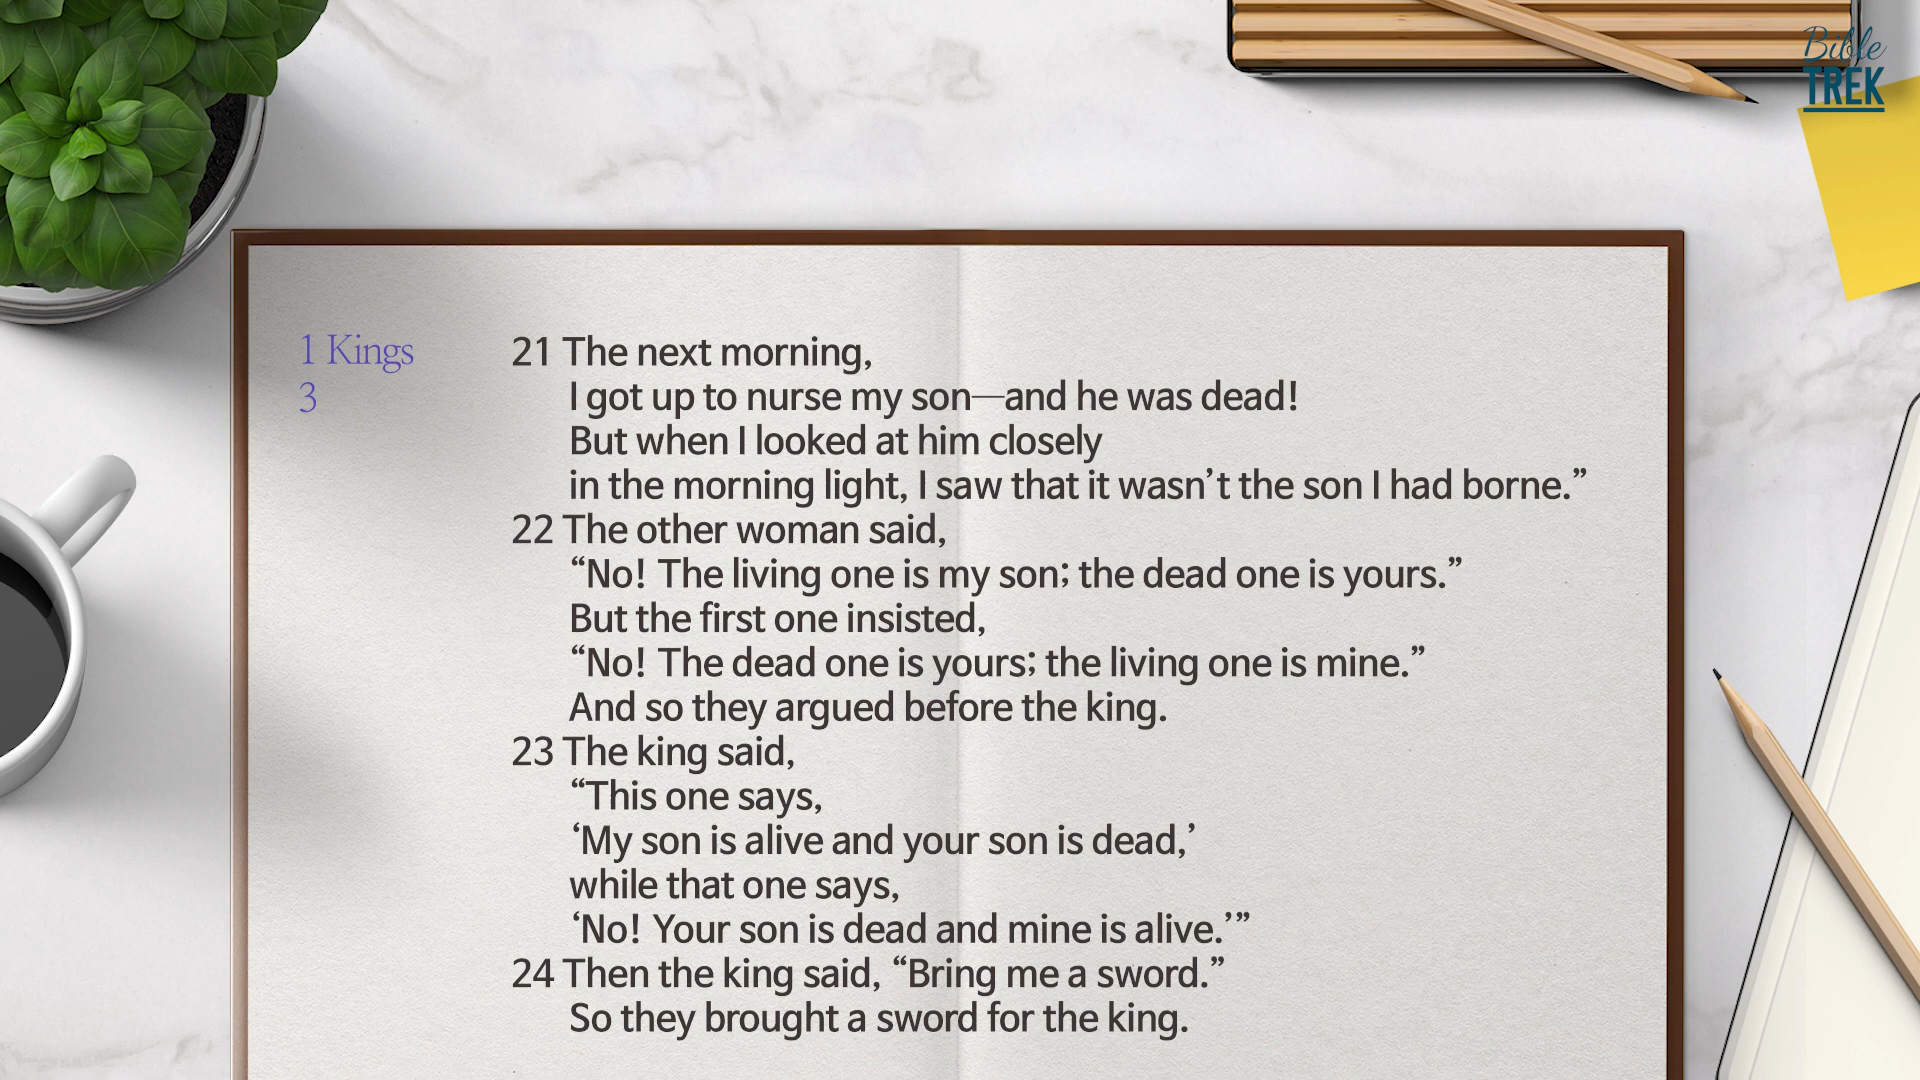 Bible
TREK
1 Kings
3
21 The next morning,
I got up to nurse my son—and he was dead!
But when I looked at him closely
in the morning light, I saw that it wasn’t the son I had borne.”
22 The other woman said,
“No! The living one is my son; the dead one is yours.”
But the first one insisted,
“No! The dead one is yours; the living one is mine.”
And so they argued before the king.
23 The king said,
“This one says,
‘My son is alive and your son is dead,’
while that one says,
‘No! Your son is dead and mine is alive.’”
24 Then the king said, “Bring me a sword.”
So they brought a sword for the king.